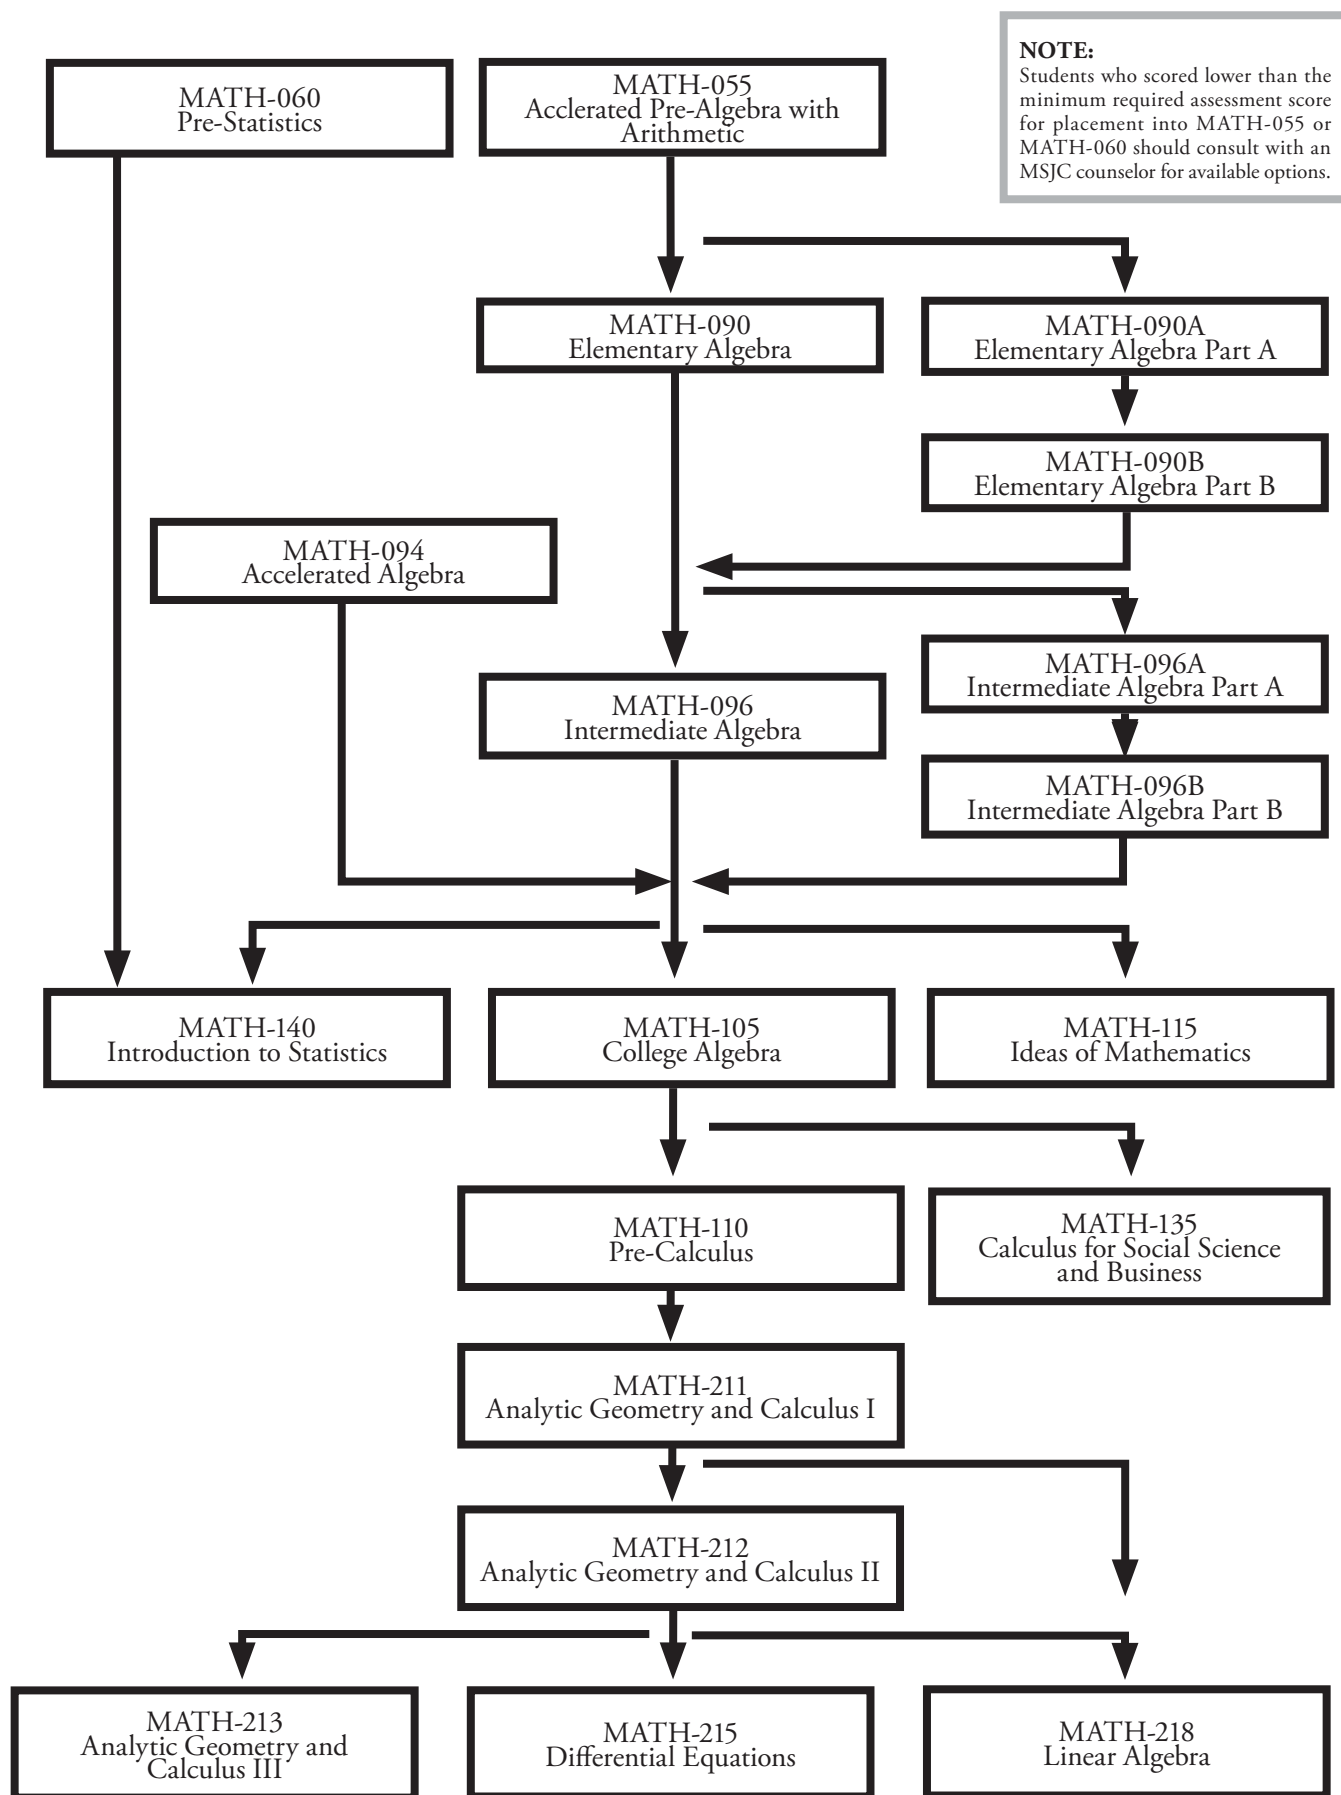 NOTE:
Students who scored lower than the
minimum required assessment score
for placement into MATH-055 or
MATH-060 should consult with an
MSJC counselor for available options.
MATH-060
Pre-Statistics
MATH-055
Acclerated Pre-Algebra with
Arithmetic
MATH-090
Elementary Algebra
MATH-090A
Elementary Algebra Part A
MATH-090B
Elementary Algebra Part B
MATH-094
Accelerated Algebra
MATH-096A
Intermediate Algebra Part A
MATH-096
Intermediate Algebra
MATH-096B
Intermediate Algebra Part B
MATH-140
Introduction to Statistics
MATH-105
College Algebra
MATH-115
Ideas of Mathematics
MATH-110
Pre-Calculus
MATH-135
Calculus for Social Science
and Business
MATH-211
Analytic Geometry and Calculus I
MATH-212
Analytic Geometry and Calculus II
MATH-213
Analytic Geometry and
Calculus III
MATH-215
Differential Equations
MATH-218
Linear Algebra